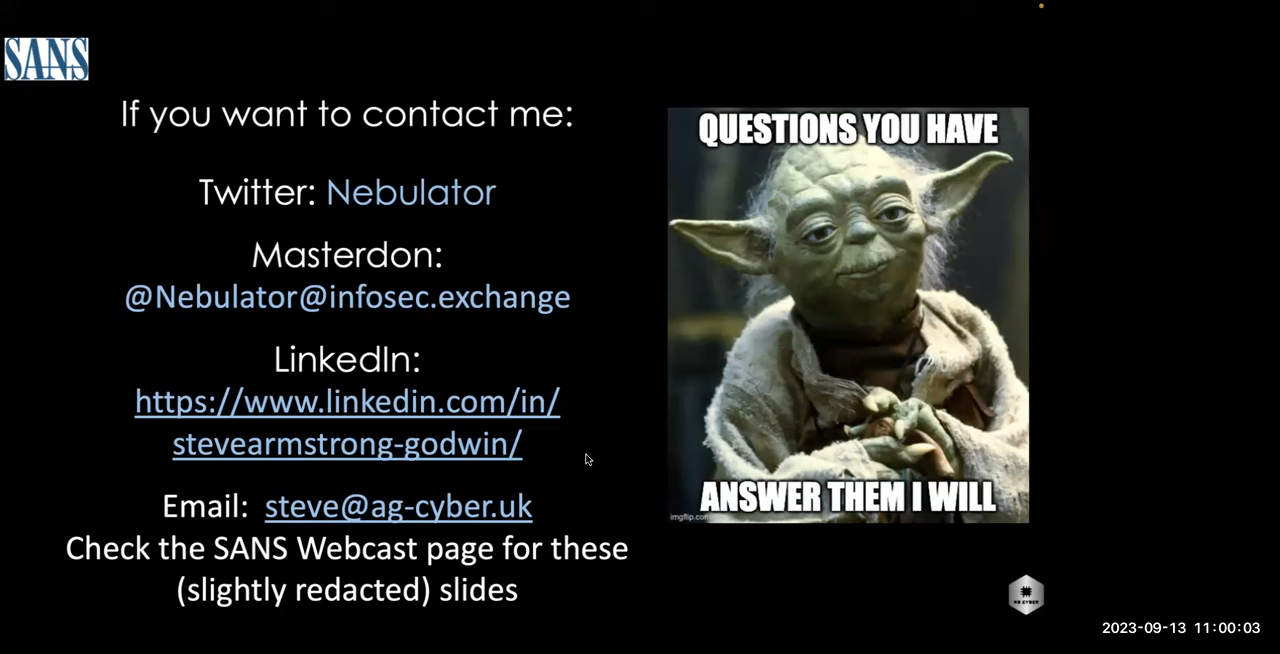 SANS
If you want to contact me:
Twitter: Nebulator
Masterdon:
@Nebulator@infosec.exchange
LinkedIn:
https://www.linkedin.com/in/
stevearmstrong-godwin/
Email: steve@ag-cyber.uk
Check the SANS Webcast page for these
(slightly redacted) slides
QUESTIONS YOU HAVE
ANSWER THEM I WILL
imgflip.com
AG CYBER
2023-09-13 11:00:03